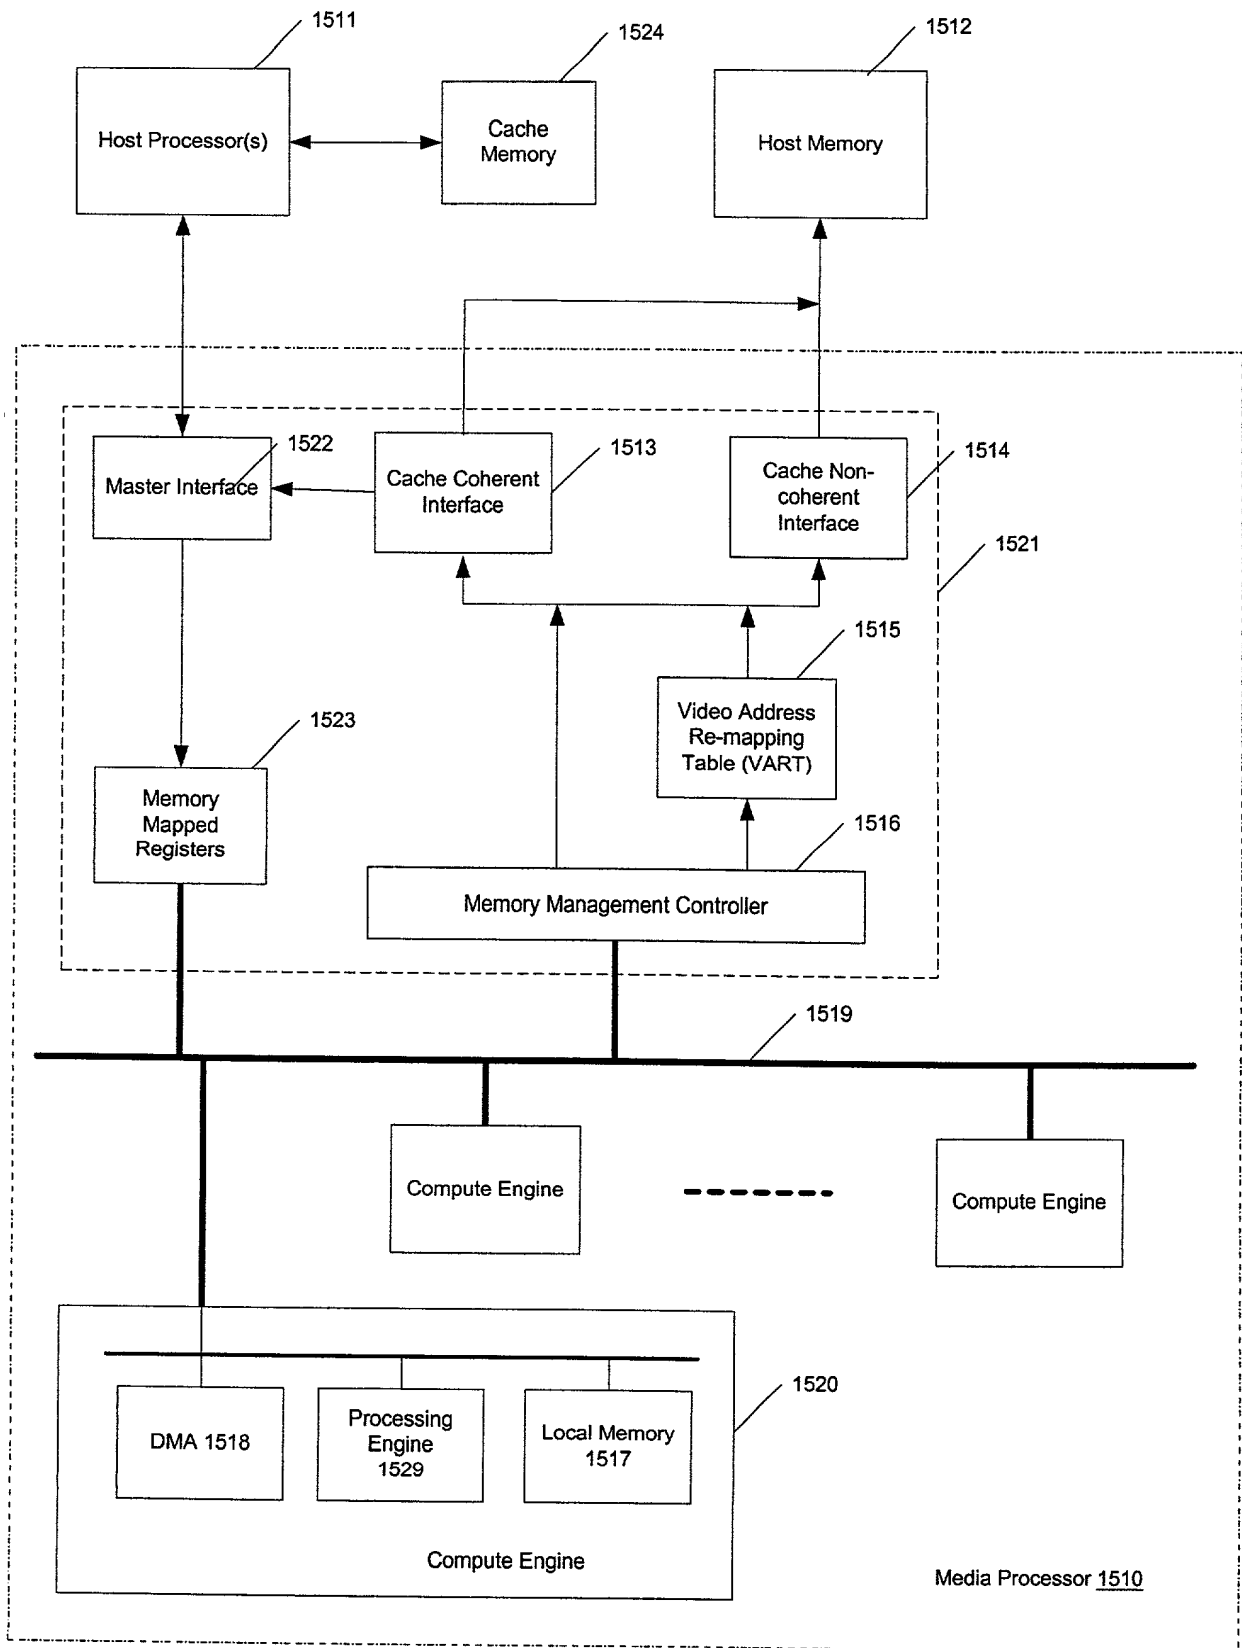 1511
1524
1512
Host Processor(s)
Cache
Memory
Host Memory
1522
1513
1514
Master Interface
Cache Coherent
Interface
Cache Non-
coherent
Interface
1521
1515
Video Address
Re-mapping
Table (VART)
1523
Memory
Mapped
Registers
1516
Memory Management Controller
1519
Compute Engine
Compute Engine
1520
DMA 1518
Processing
Engine
1529
Local Memory
1517
Compute Engine
Media Processor 1510